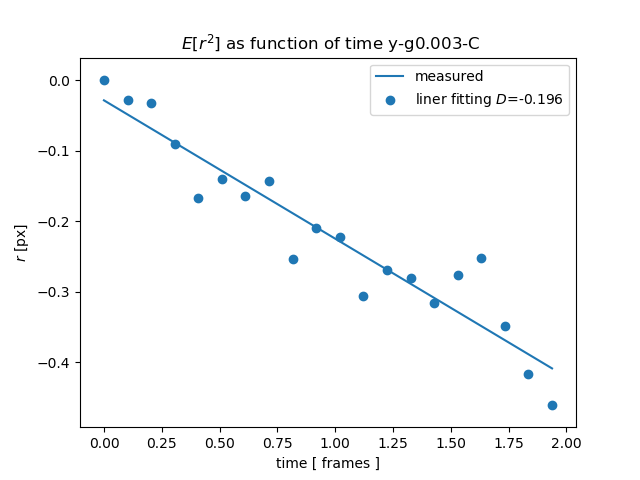 E[r²] as function of time y-g0.003-C
measured
liner fitting D=-0.196
0.0
−0.1
−0.2
−0.3
−0.4
r [px]
0.00 0.25 0.50 0.75 1.00 1.25 1.50 1.75 2.00
time [ frames ]